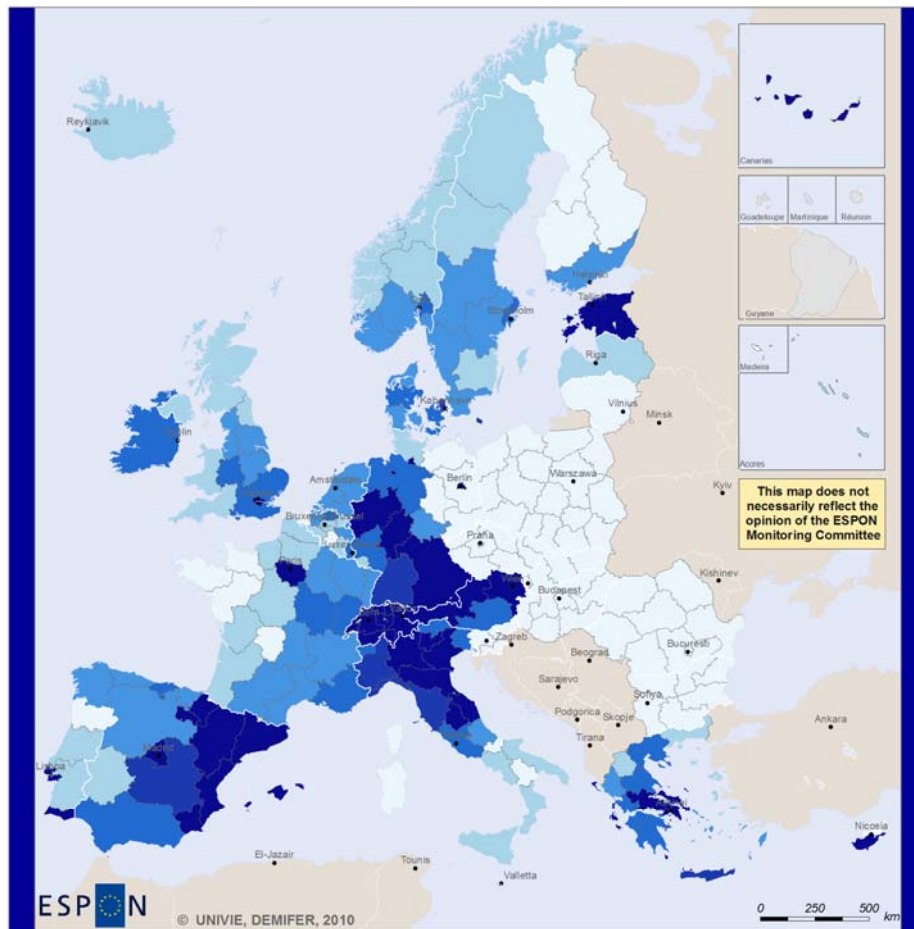 Reykjavik
Canarias
Guadeloupe
Martinique
Réunion
Guyane
Madeira
Acores
This map does not
necessarily reflect the
opinion of the ESPON
Monitoring Committee
Helsinki
Tallinn
Stockholm
Riga
Vilnius
Minsk
København
Dublin
Amsterdam
Berlin
Warszawa
Kyiv
Praha
Paris
Kishinev
Budapest
Zagreb
Beograd
Bucuresti
Sarajevo
Sofiya
Podgorica
Skopje
Tirana
Ankara
Madrid
Lisboa
Nicosia
El-Jazair
Tounis
Valletta
ESPON
© UNIVIE, DEMIFER, 2010
0 250 500
km